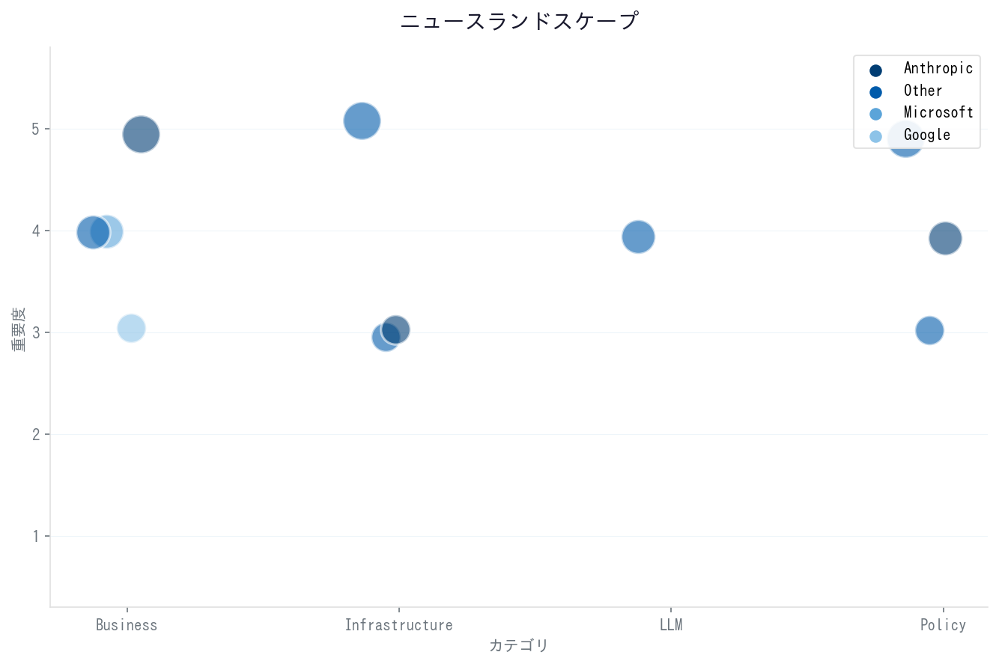 ニュースランドスケープ
Anthropic
Other
Microsoft
Google
重要度
5
4
3
2
1
Business
Infrastructure
LLM
Policy
カテゴリ